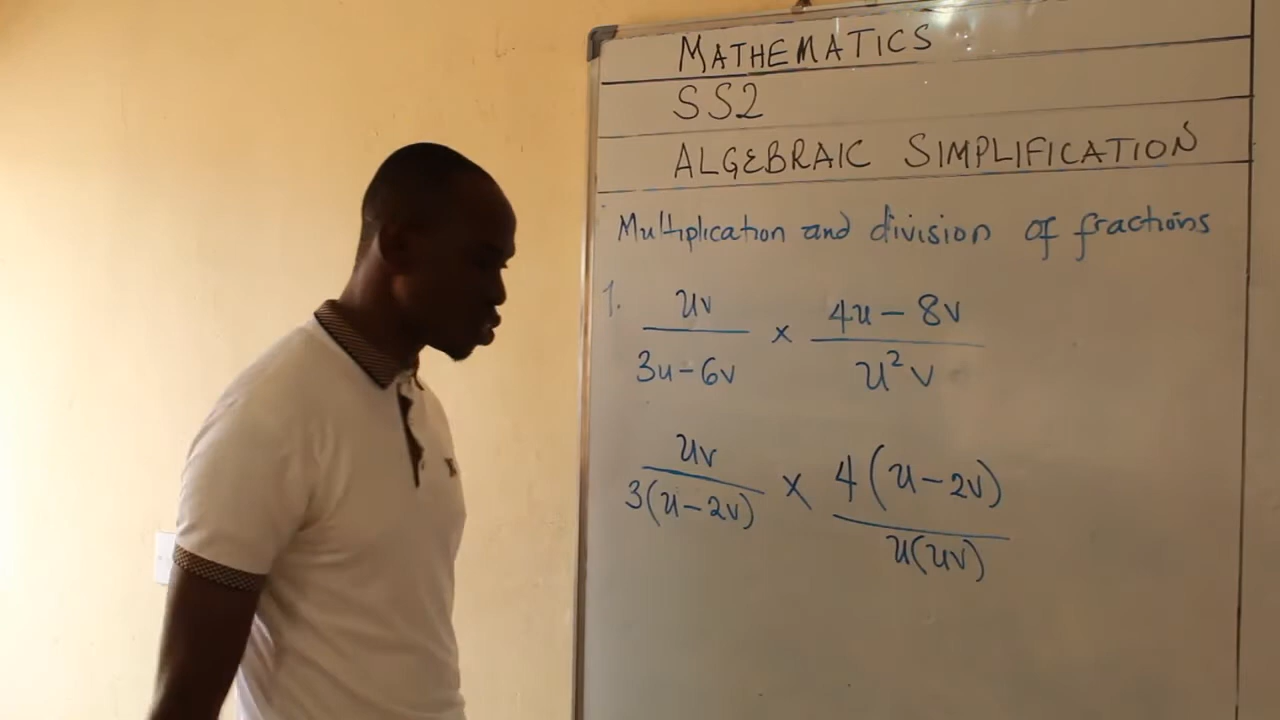 MATHEMATICS
SS2
ALGEBRAIC SIMPLIFICATION
Multiplication and division of fractions
1. uv/3u-6v × 4u-8v/u²v
uv/3(u-2v) × 4(u-2v)/u(uv)